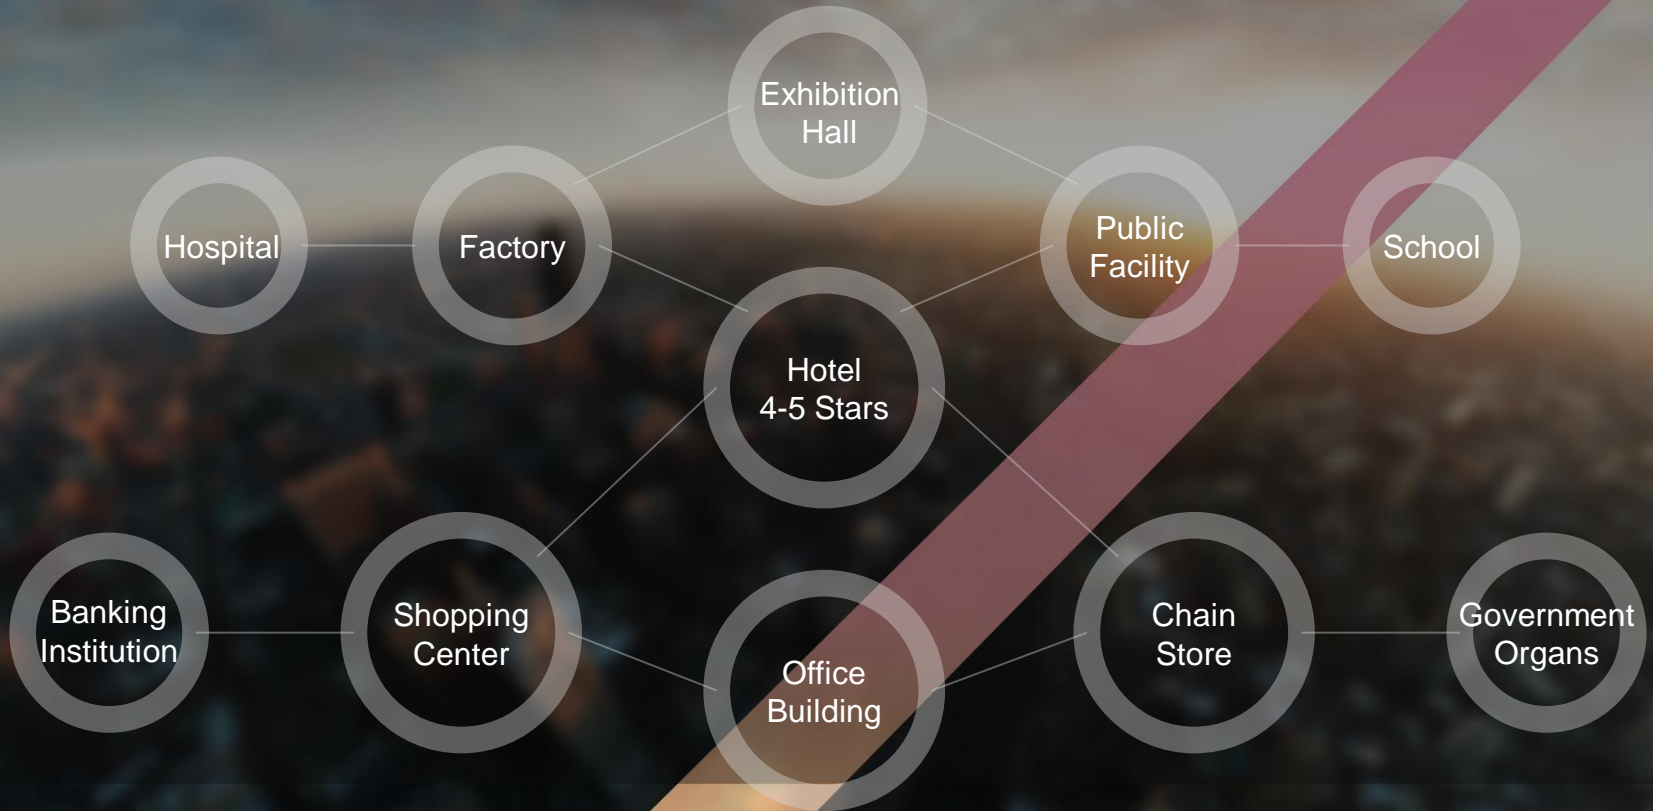 Exhibition
Hall
Hospital
Factory
Public
Facility
School
Hotel
4-5 Stars
Banking
Institution
Shopping
Center
Office
Building
Chain
Store
Government
Organs